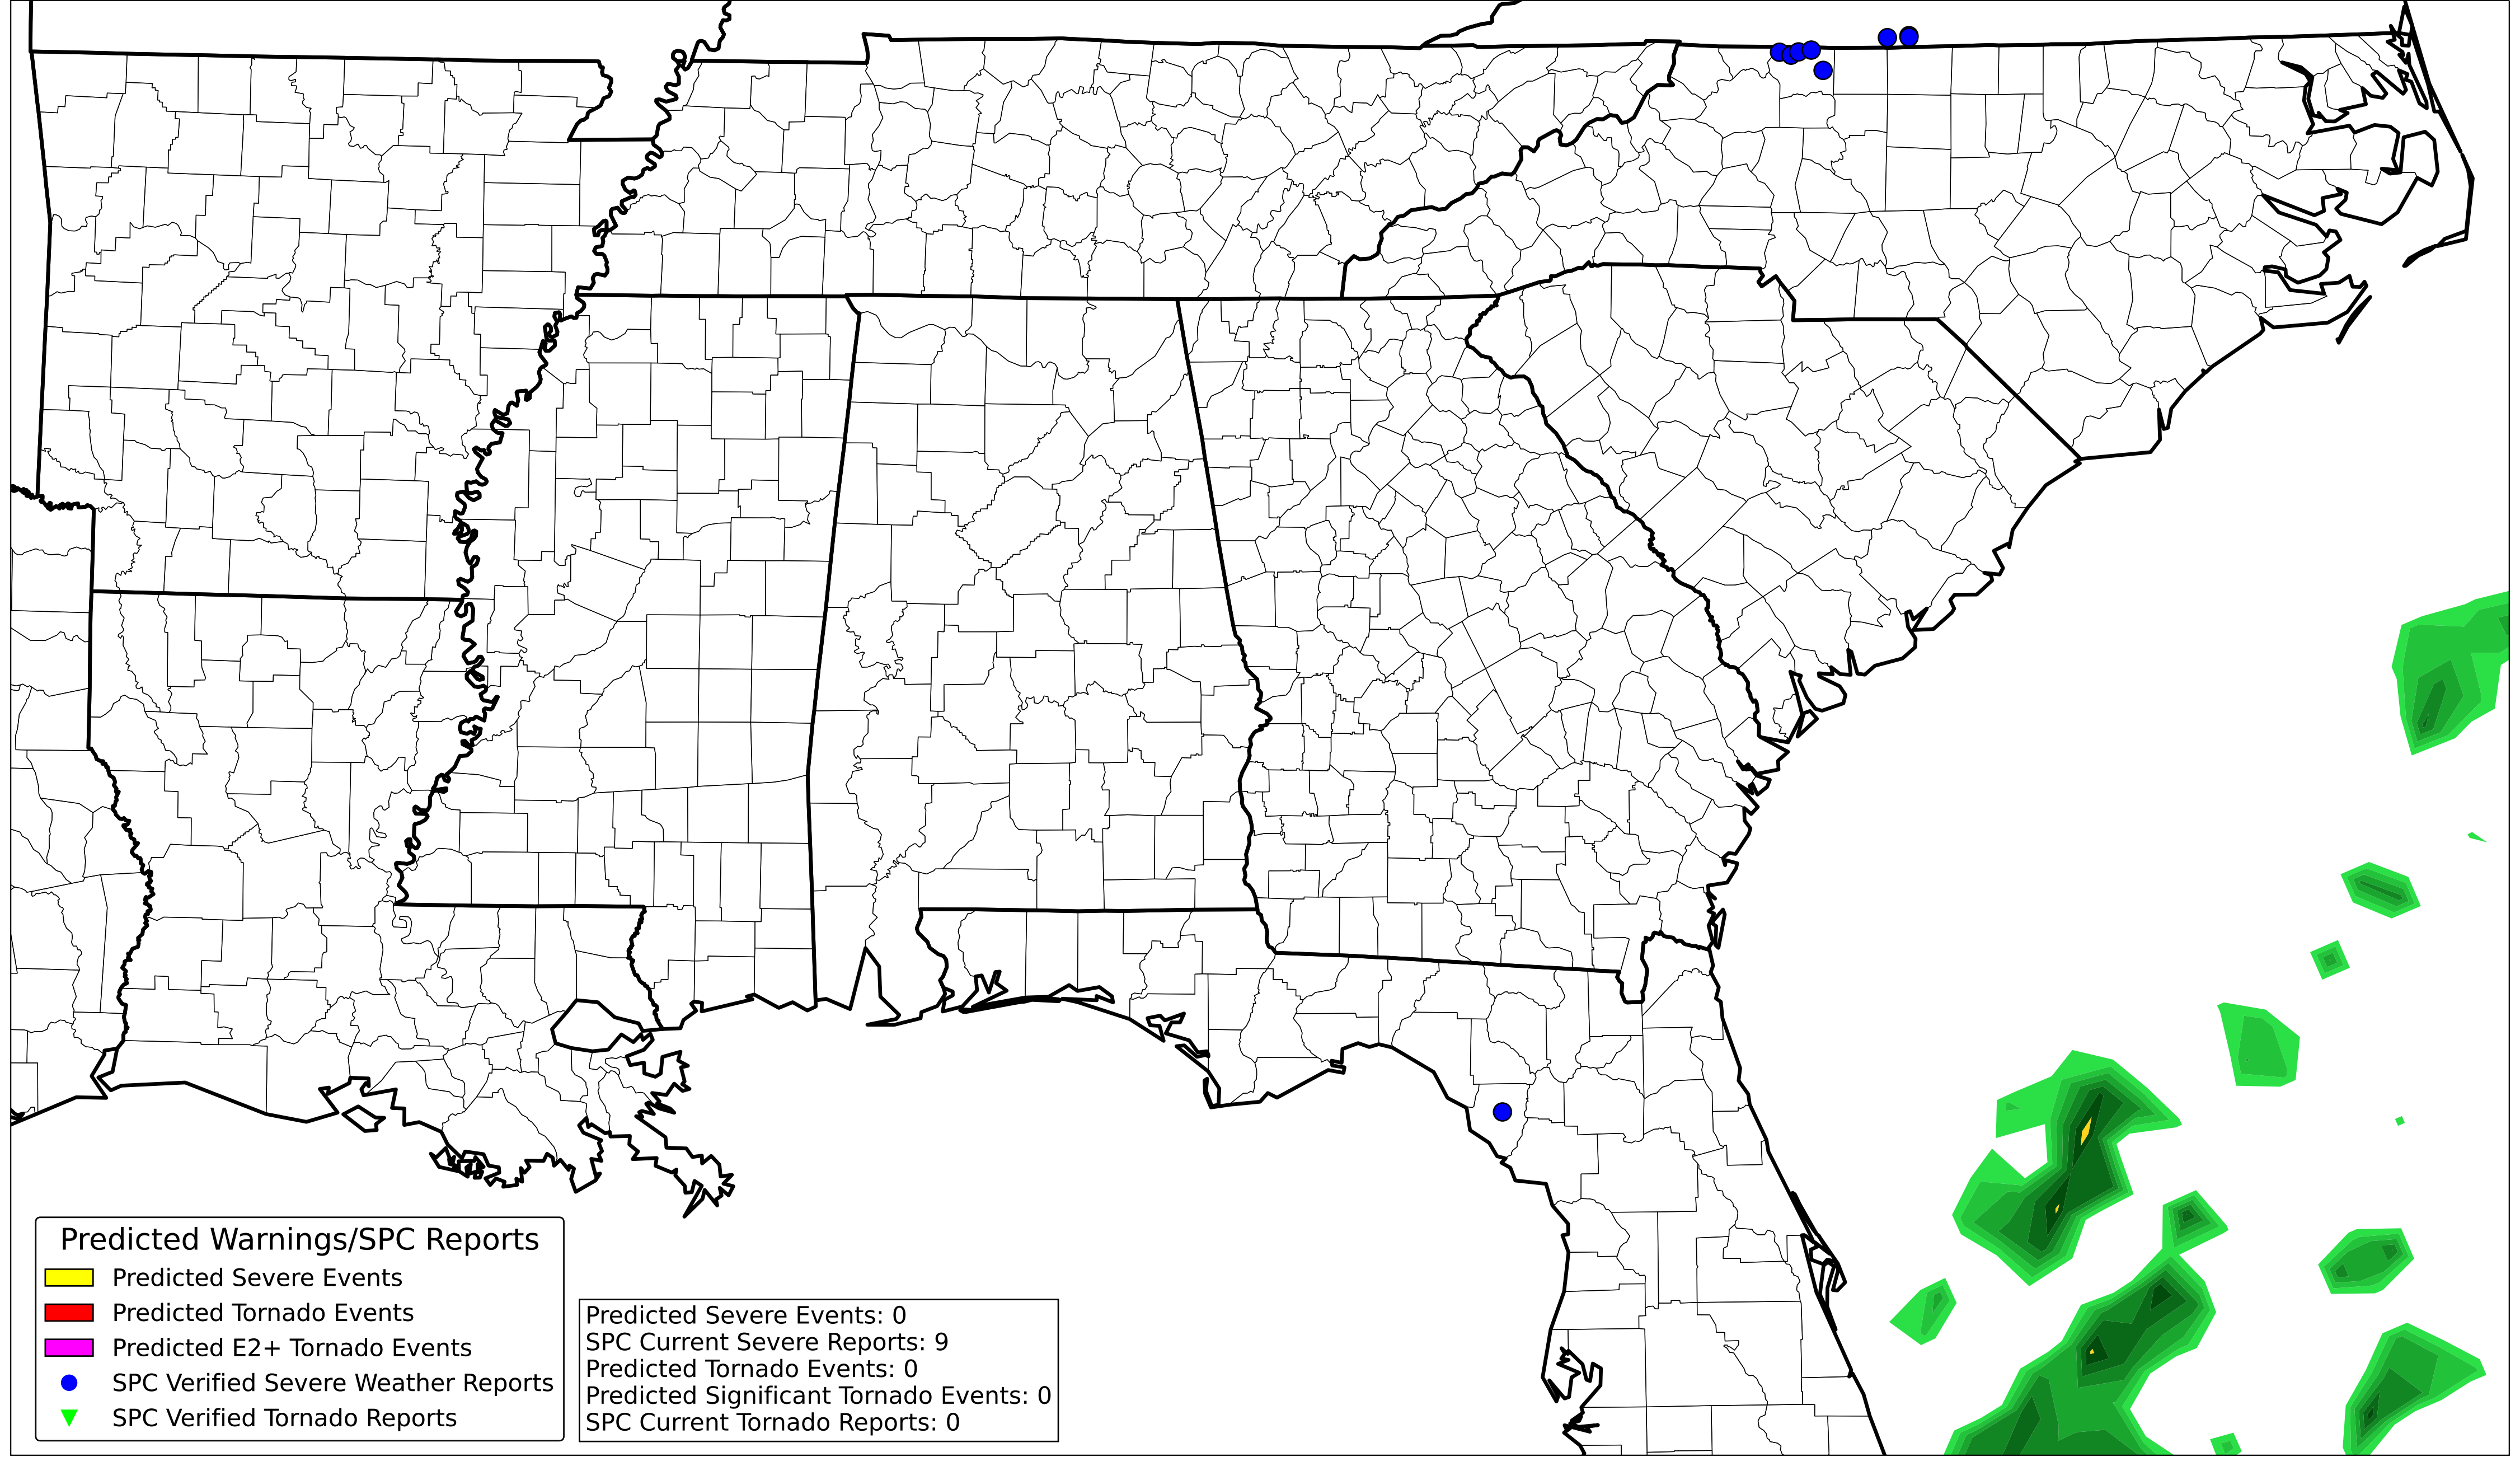 Predicted Warnings/SPC Reports
Predicted Severe Events
Predicted Tornado Events
Predicted E2+ Tornado Events
SPC Verified Severe Weather Reports
SPC Verified Tornado Reports
Predicted Severe Events: 0
SPC Current Severe Reports: 9
Predicted Tornado Events: 0
Predicted Significant Tornado Events: 0
SPC Current Tornado Reports: 0